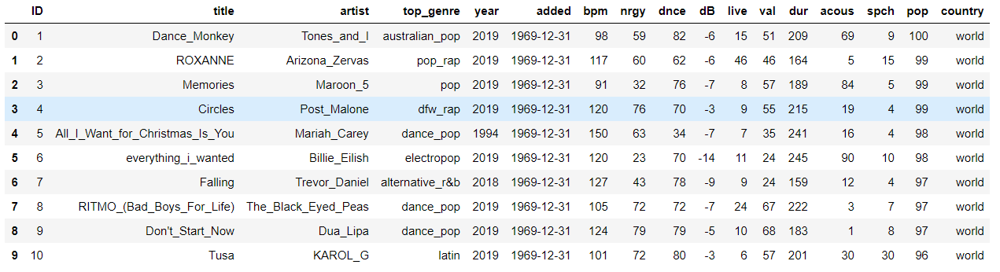 ID title artist top_genre year added bpm nrgy dnce dB live val dur acous spch pop country
0 1 Dance_Monkey Tones_and_I australian_pop 2019 1969-12-31 98 59 82 -6 15 51 209 69 9 100 world
1 2 ROXANNE Arizona_Zervas pop_rap 2019 1969-12-31 117 60 62 -6 46 46 164 5 15 99 world
2 3 Memories Maroon_5 pop 2019 1969-12-31 91 32 76 -7 8 57 189 84 5 99 world
3 4 Circles Post_Malone dfw_rap 2019 1969-12-31 120 76 70 -3 9 55 215 19 4 99 world
4 5 All_I_Want_for_Christmas_Is_You Mariah_Carey dance_pop 1994 1969-12-31 150 63 34 -7 7 35 241 16 4 98 world
5 6 everything_i_wanted Billie_Eilish electropop 2019 1969-12-31 120 23 70 -14 11 24 245 90 10 98 world
6 7 Falling Trevor_Daniel alternative_r&b 2018 1969-12-31 127 43 78 -9 9 24 159 12 4 97 world
7 8 RITMO_(Bad_Boys_For_Life) The_Black_Eyed_Peas dance_pop 2019 1969-12-31 105 72 72 -7 24 67 222 3 7 97 world
8 9 Don't_Start_Now Dua_Lipa dance_pop 2019 1969-12-31 124 79 79 -5 10 68 183 1 8 97 world
9 10 Tusa KAROL_G latin 2019 1969-12-31 101 72 80 -3 6 57 201 30 30 96 world